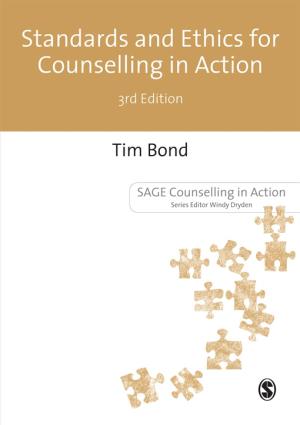 Standards and Ethics for
Counselling in Action
3rd Edition
Tim Bond
SAGE Counselling in Action
Series Editor Windy Dryden
S